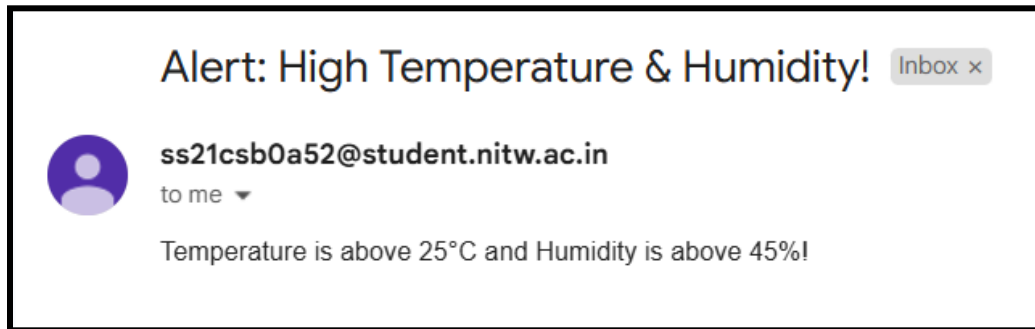 Alert: High Temperature & Humidity! Inbox ×
ss21csb0a52@student.nitw.ac.in
to me
Temperature is above 25°C and Humidity is above 45%!